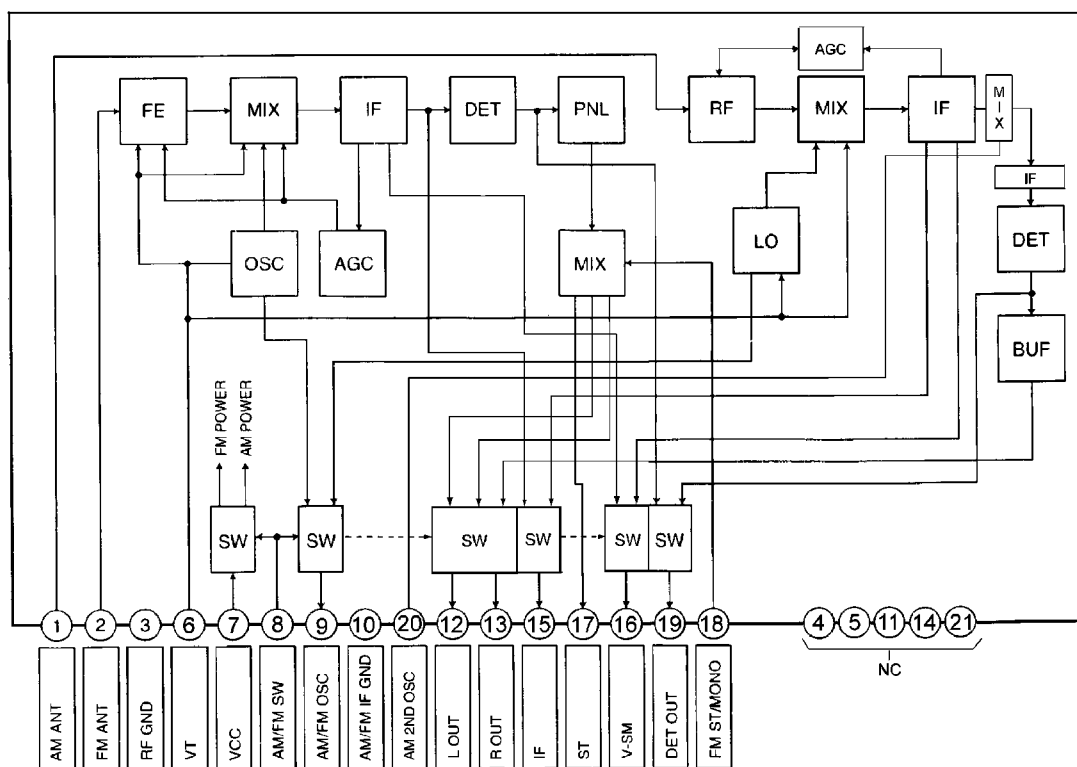 AGC
FE
MIX
IF
DET
PNL
RF
MIX
IF
MIX
IF
OSC
AGC
MIX
LO
DET
BUF
FM POWER
AM POWER
SW
SW
SW
SW
SW
SW
1
2
3
6
7
8
9
10
20
12
13
15
17
16
19
18
4
5
11
14
21
NC
AM ANT
FM ANT
RF GND
VT
VCC
AM/FM SW
AM/FM OSC
AM/FM IF GND
AM 2ND OSC
L OUT
R OUT
IF
ST
V-SM
DET OUT
FM ST/MONO